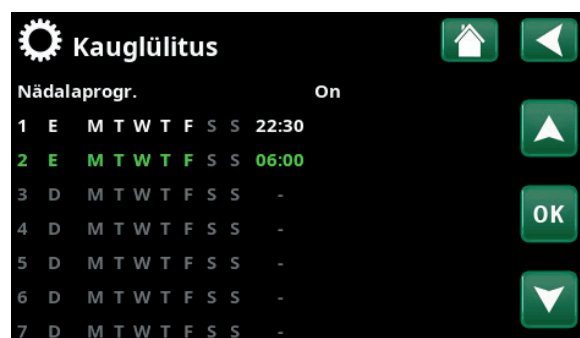 Kauglülitus
Nädalaprogr. On
1 E M T W T F S S 22:30
2 E M T W T F S S 06:00
3 D M T W T F S S -
4 D M T W T F S S -
OK
5 D M T W T F S S -
6 D M T W T F S S -
7 D M T W T F S S -